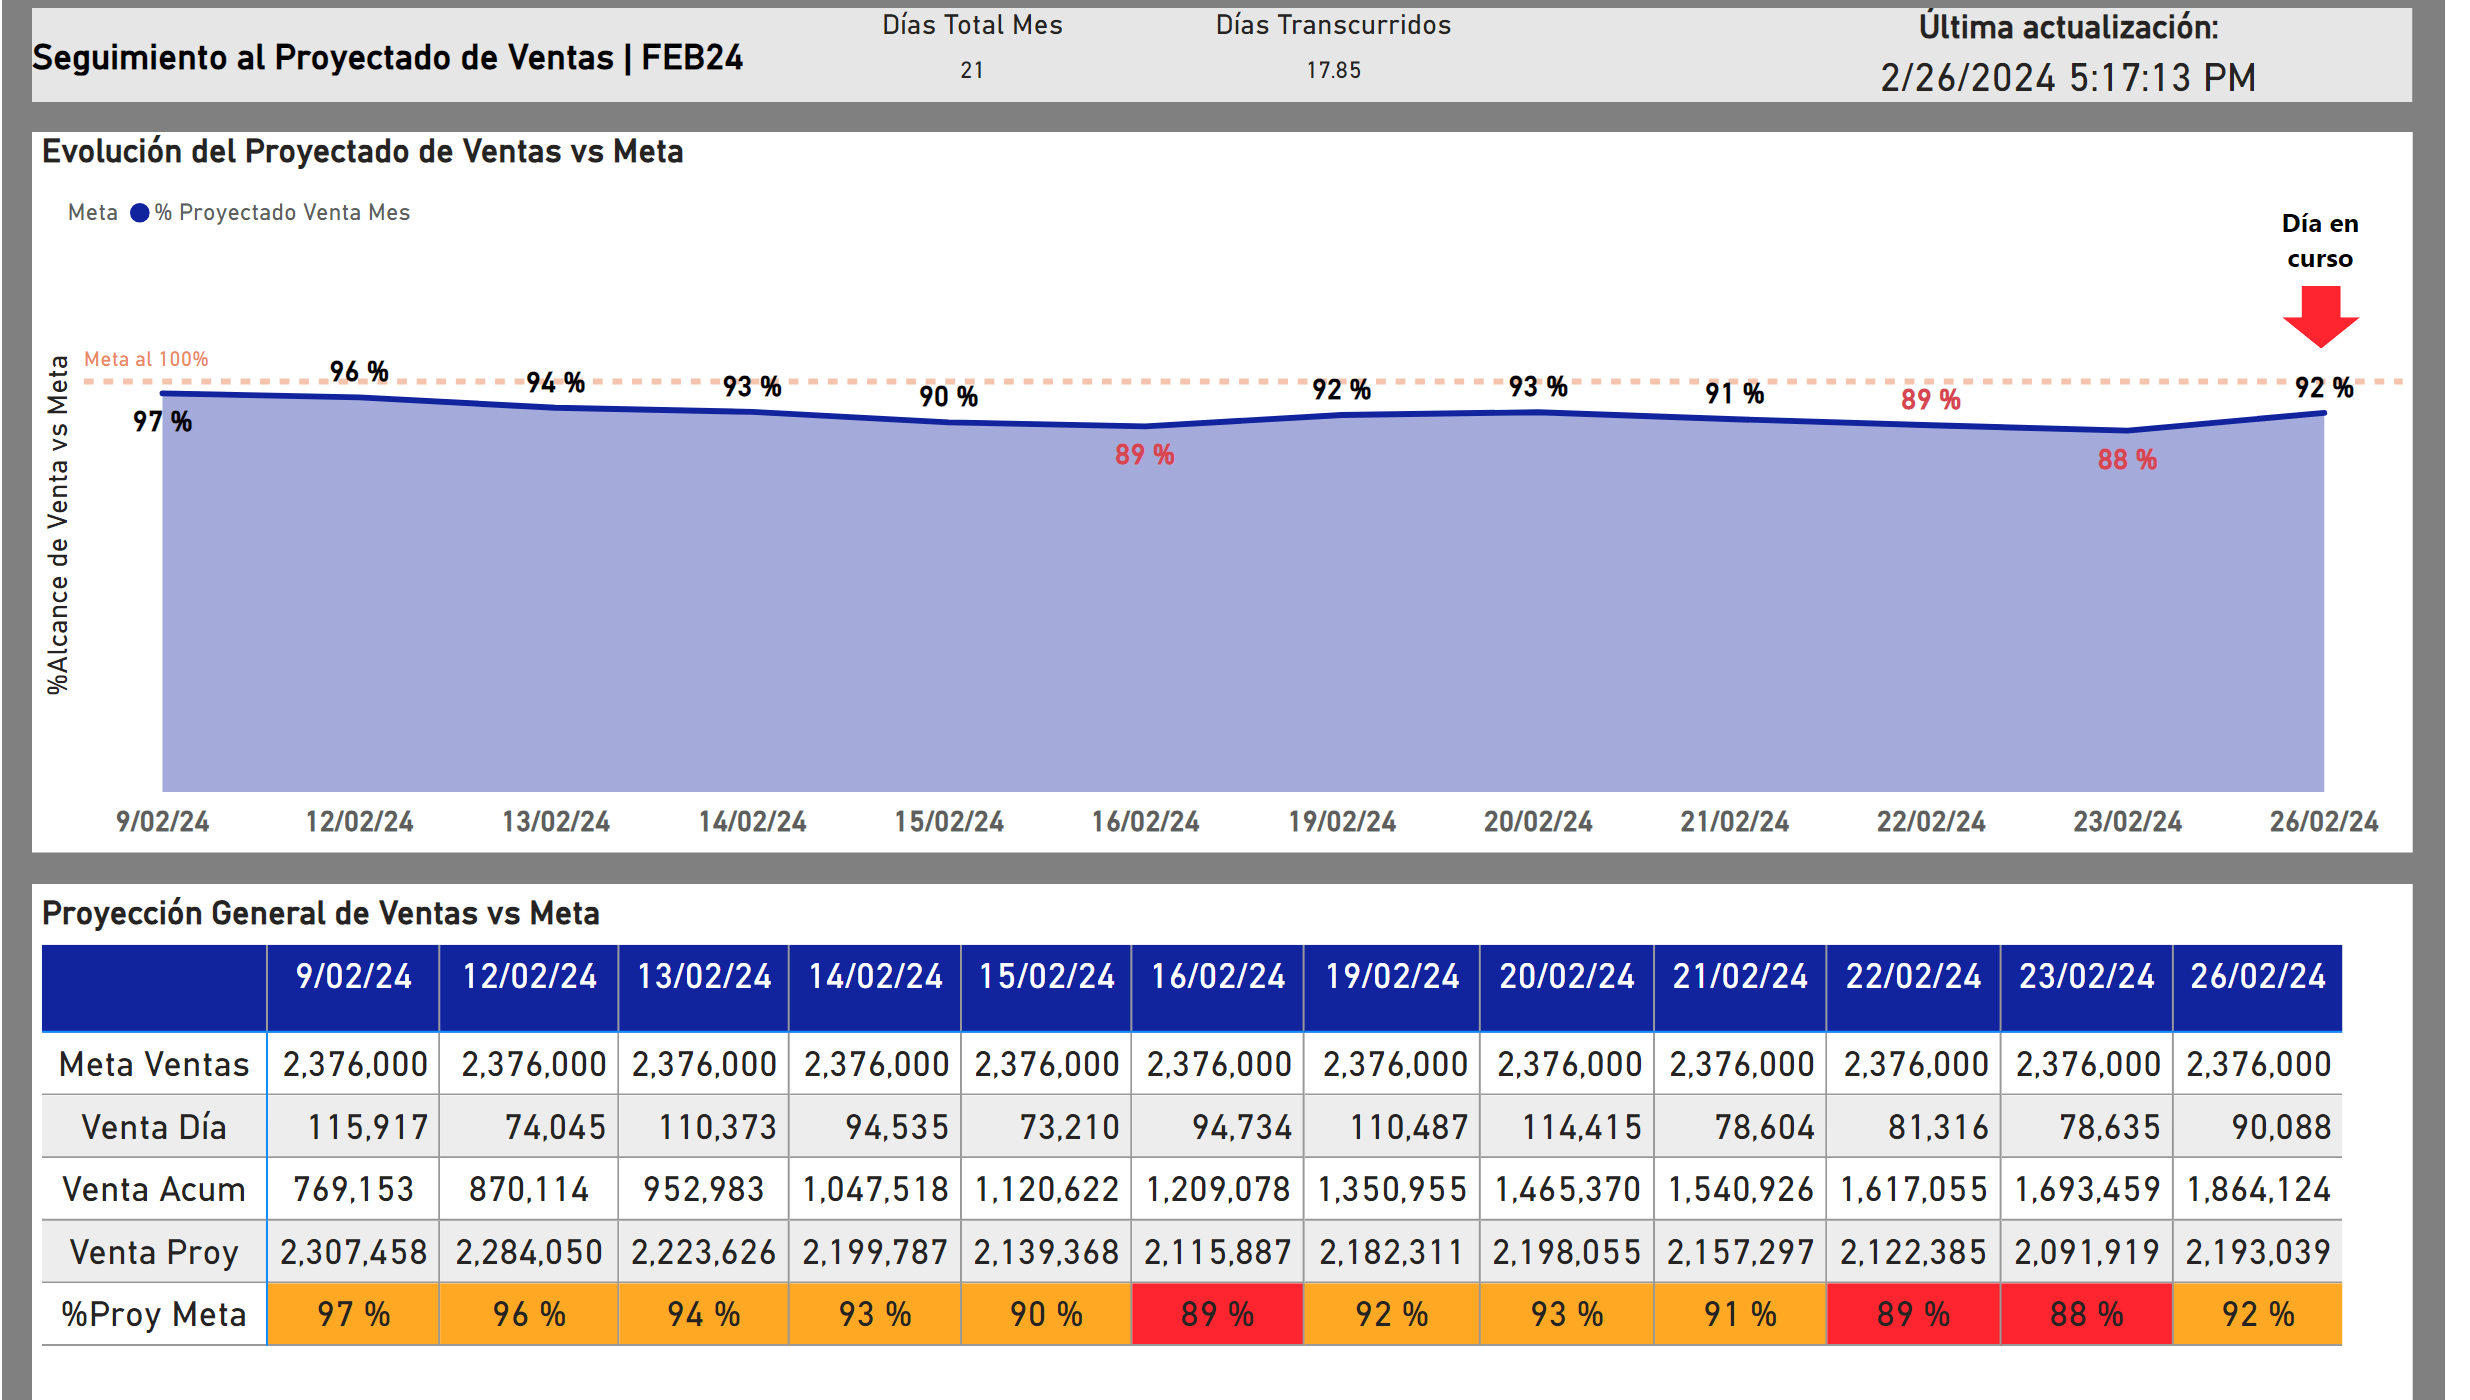 Seguimiento al Proyectado de Ventas | FEB24
Días Total Mes
21
Días Transcurridos
17.85
Última actualización:
2/26/2024 5:17:13 PM
Evolución del Proyectado de Ventas vs Meta
Meta % Proyectado Venta Mes
Día en
curso
%Alcance de Venta vs Meta
Meta al 100%
97 % 96 % 94 % 93 % 90 % 89 % 92 % 93 % 91 % 89 % 88 % 92 %
9/02/24 12/02/24 13/02/24 14/02/24 15/02/24 16/02/24 19/02/24 20/02/24 21/02/24 22/02/24 23/02/24 26/02/24
Proyección General de Ventas vs Meta
9/02/24 12/02/24 13/02/24 14/02/24 15/02/24 16/02/24 19/02/24 20/02/24 21/02/24 22/02/24 23/02/24 26/02/24
Meta Ventas 2,376,000 2,376,000 2,376,000 2,376,000 2,376,000 2,376,000 2,376,000 2,376,000 2,376,000 2,376,000 2,376,000 2,376,000
Venta Día 115,917 74,045 110,373 94,535 73,210 94,734 110,487 114,415 78,604 81,316 78,635 90,088
Venta Acum 769,153 870,114 952,983 1,047,518 1,120,622 1,209,078 1,350,955 1,465,370 1,540,926 1,617,055 1,693,459 1,864,124
Venta Proy 2,307,458 2,284,050 2,223,626 2,199,787 2,139,368 2,115,887 2,182,311 2,198,055 2,157,297 2,122,385 2,091,919 2,193,039
%Proy Meta 97 % 96 % 94 % 93 % 90 % 89 % 92 % 93 % 91 % 89 % 88 % 92 %